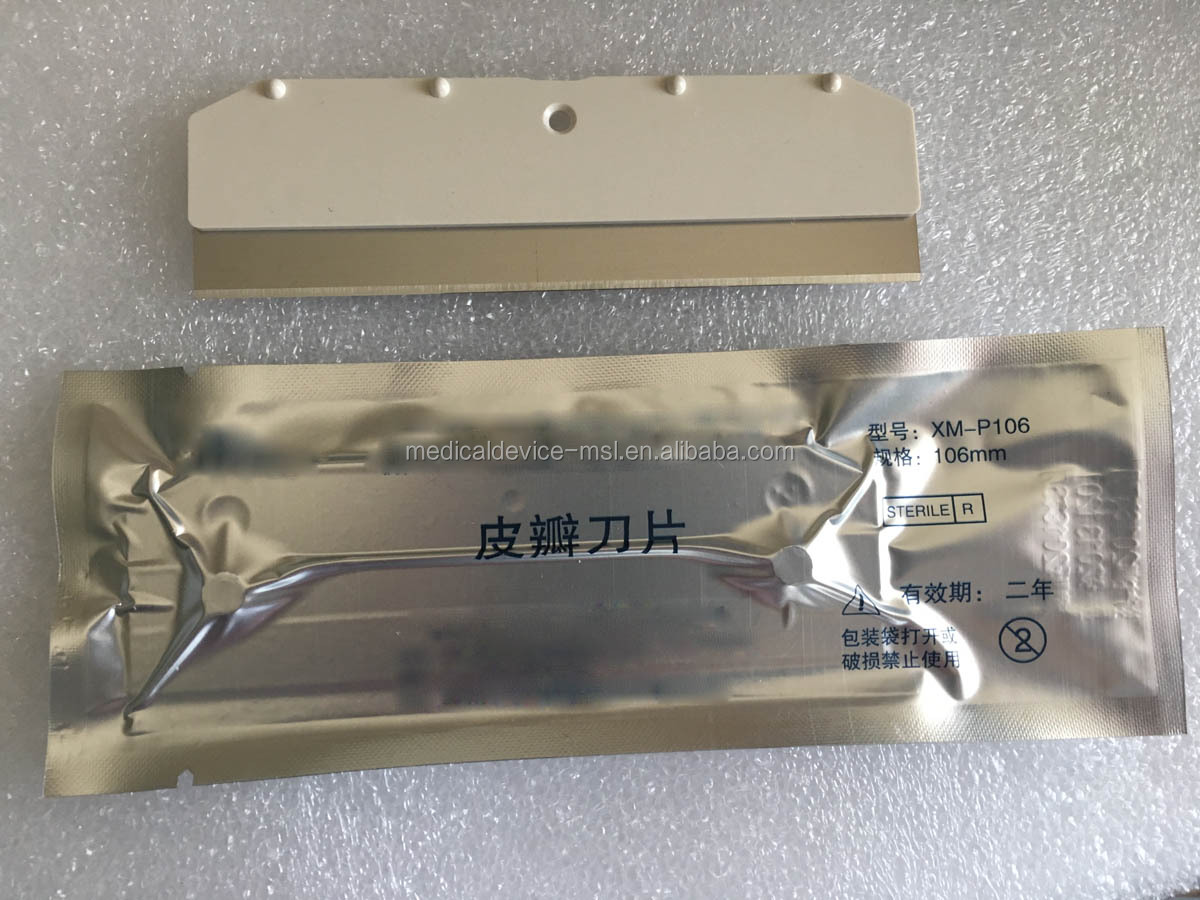 medicaldevice-msl.en.alibaba.com
型号: XM-P106
规格: 106mm
STERILE R
皮瓣刀片
有效期: 二年
包装袋打开或
破损禁止使用
2